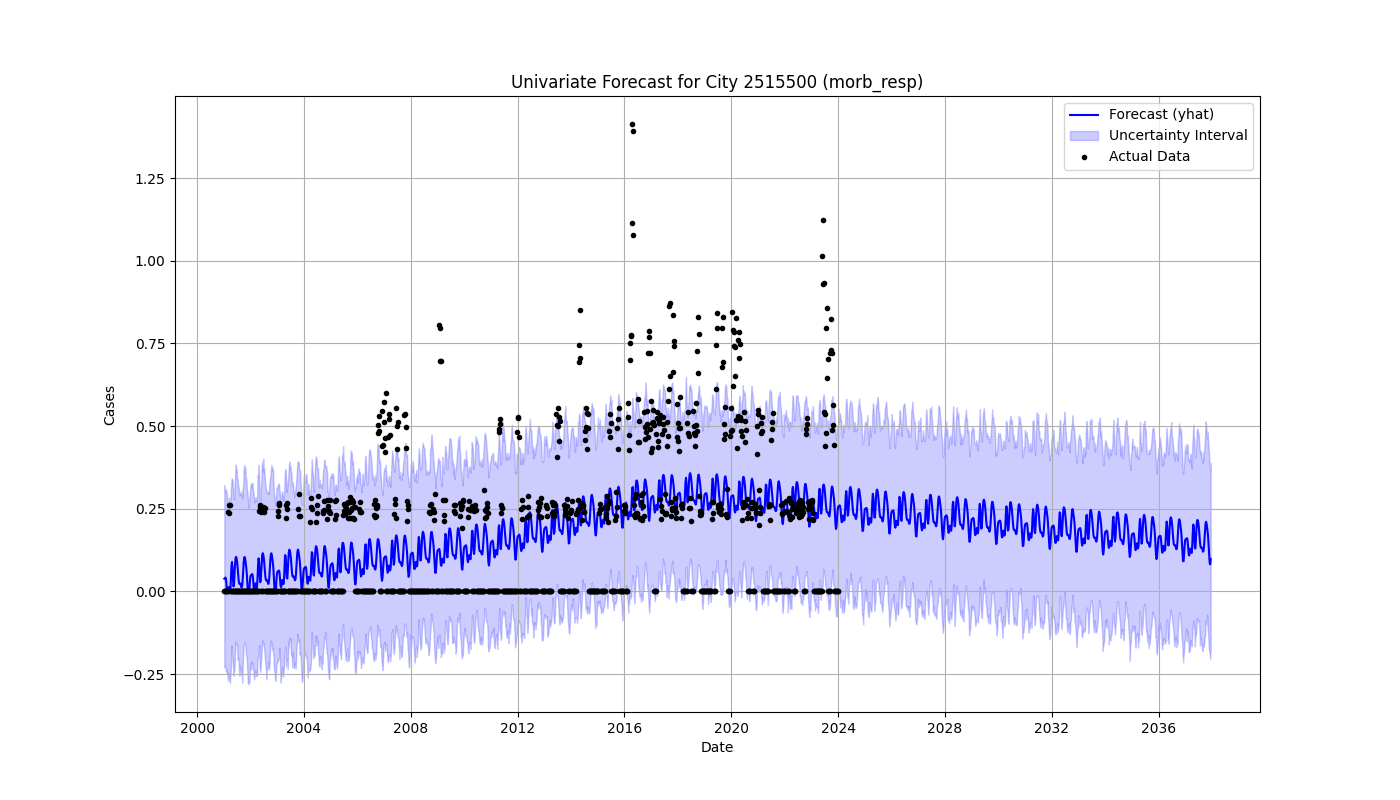 Univariate Forecast for City 2515500 (morb_resp)
Forecast (yhat)
Uncertainty Interval
Actual Data
Cases
1.25
1.00
0.75
0.50
0.25
0.00
−0.25
2000 2004 2008 2012 2016 2020 2024 2028 2032 2036
Date